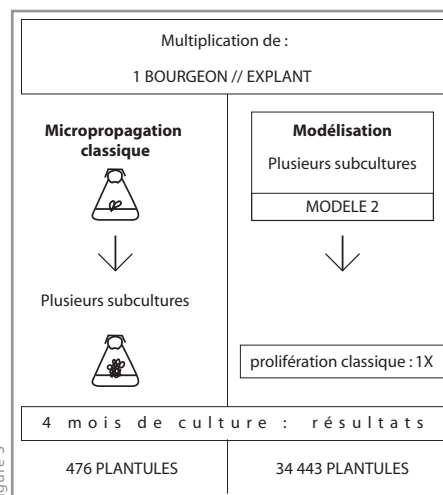 Multiplication de :
1 BOURGEON // EXPLANT
Micropropagation
classique
Plusieurs subcultures
Modélisation
Plusieurs subcultures
MODELE 2
prolifération classique : 1X
4 mois de culture : résultats
476 PLANTULES
34 443 PLANTULES